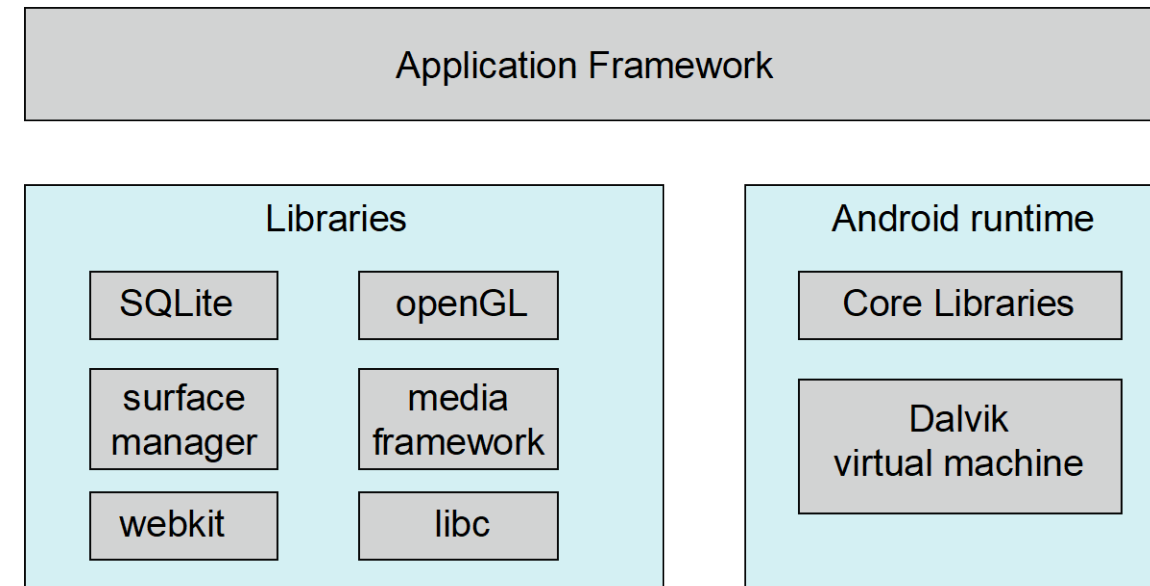 Application Framework
Libraries
SQLite
openGL
surface
manager
media
framework
webkit
libc
Android runtime
Core Libraries
Dalvik
virtual machine